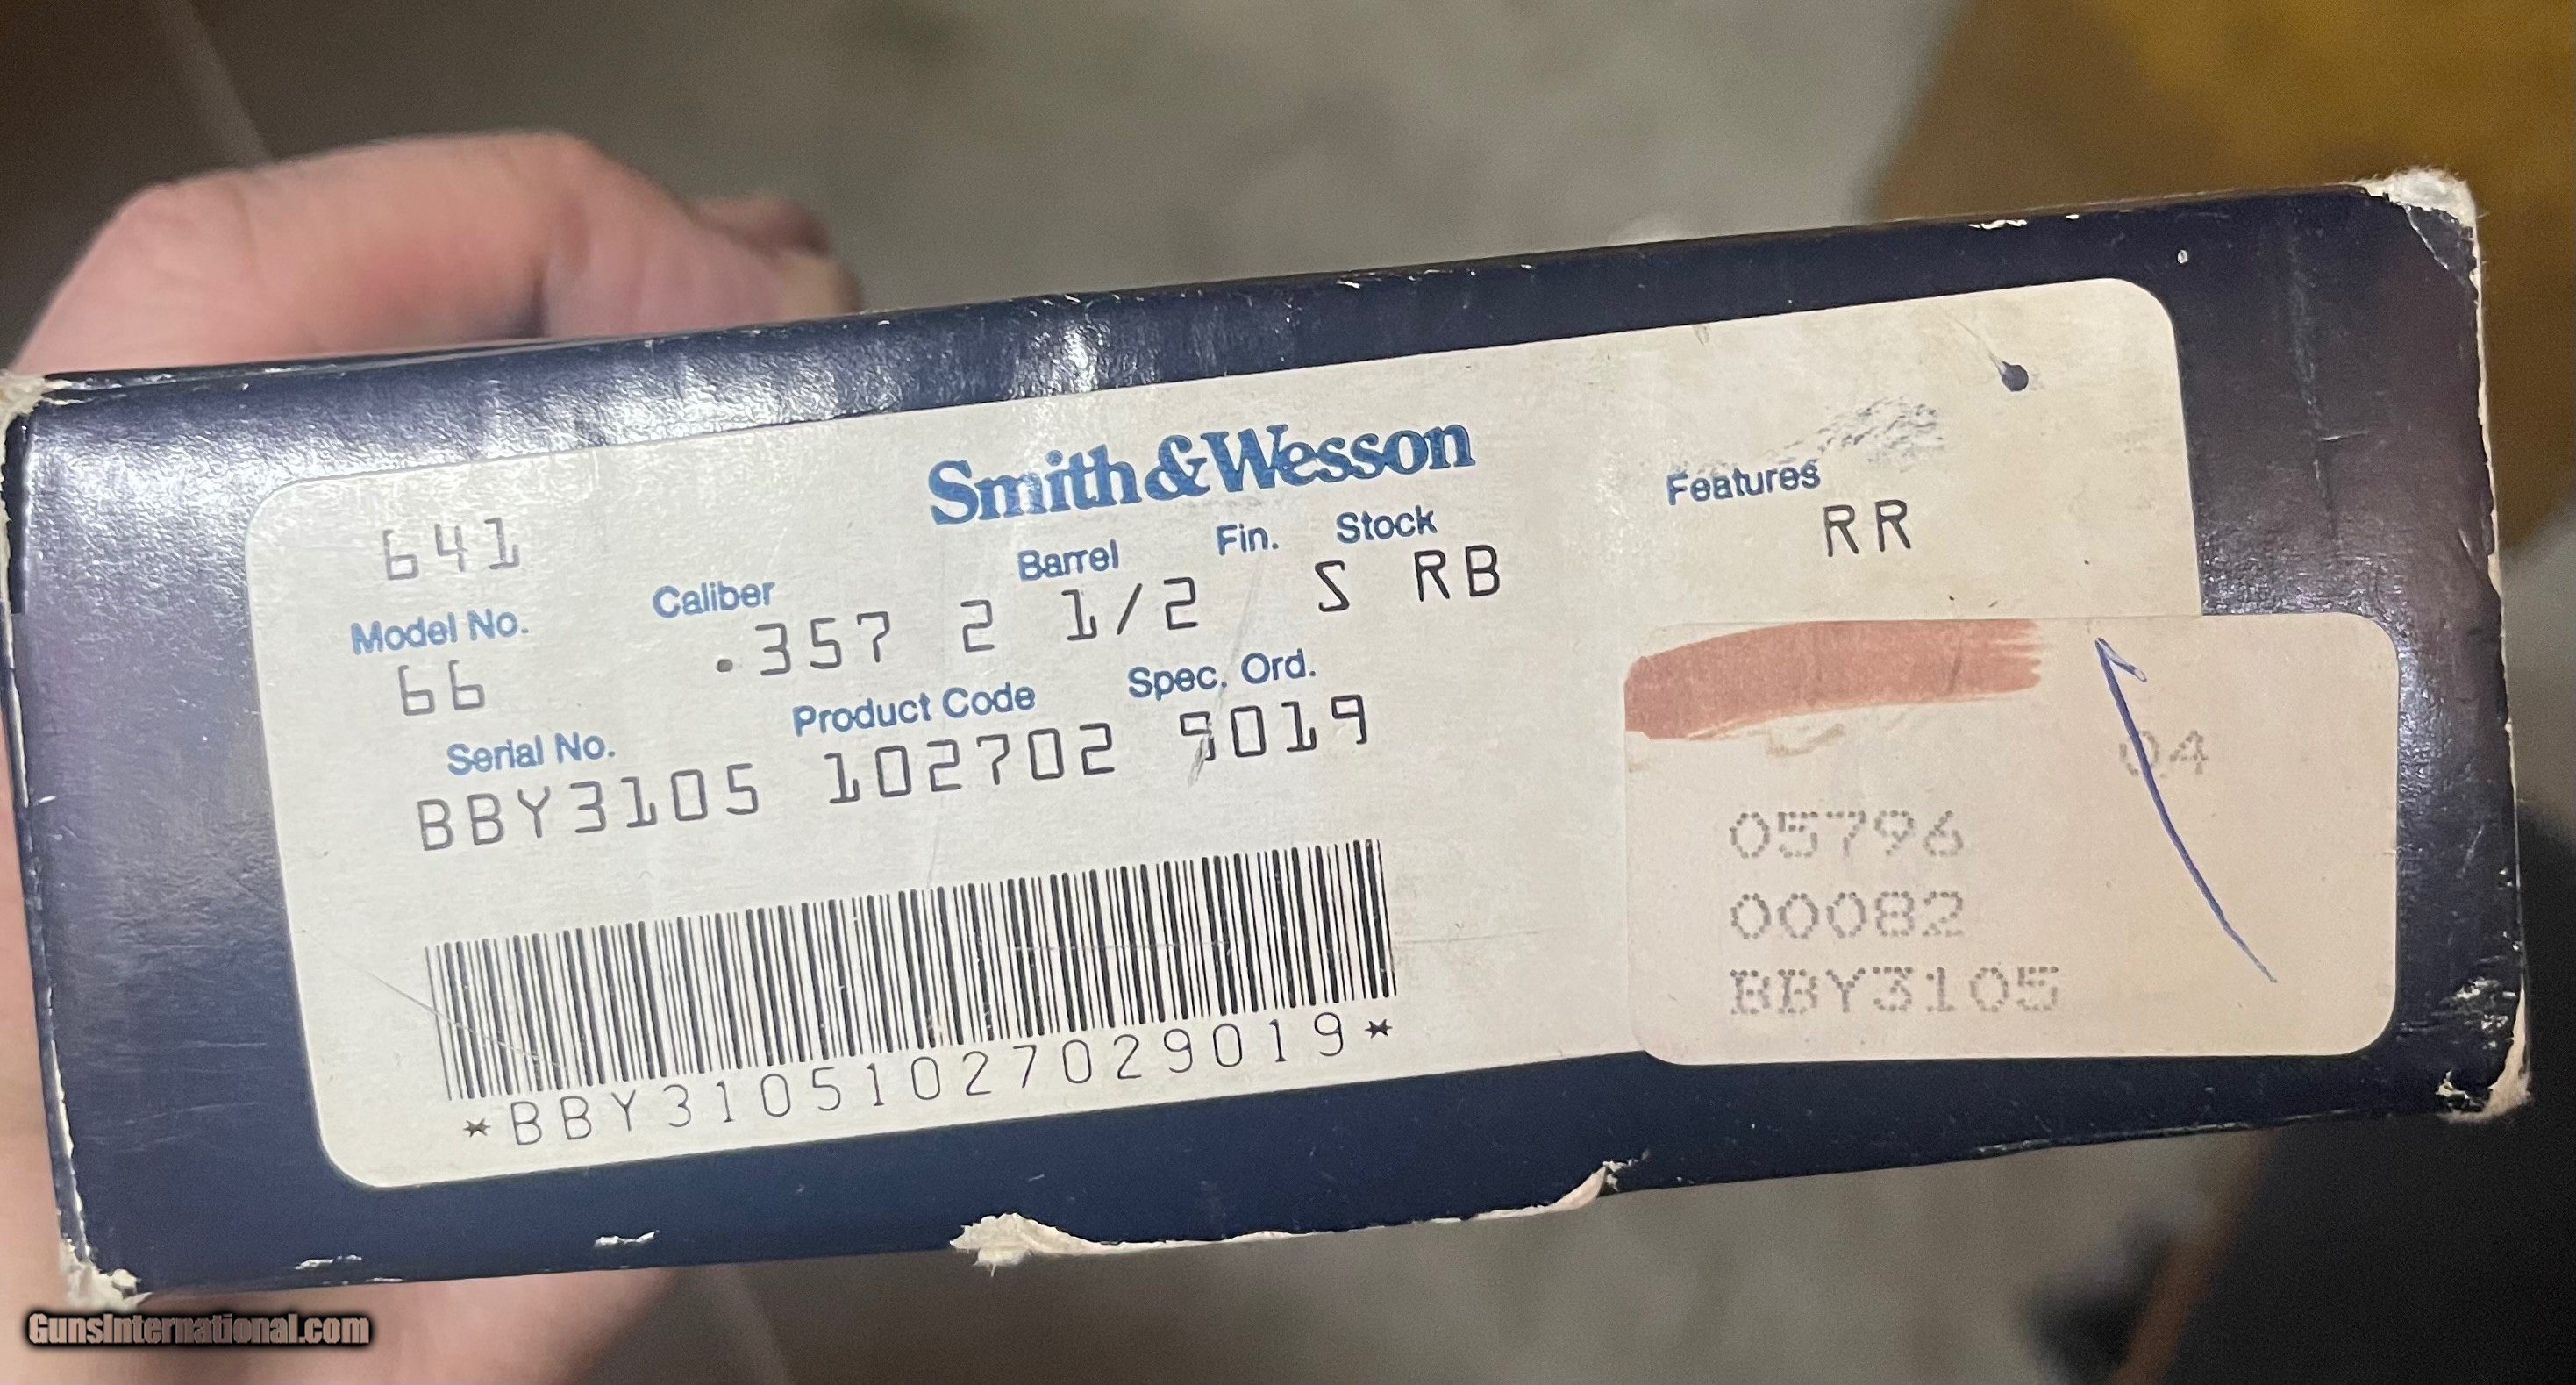 Smith&Wesson
641
Model No. Caliber Barrel Fin. Stock Features
66 .357 2 1/2 S RB RR
Serial No. Product Code Spec. Ord.
BBY3105 102702 9019
*BBY31051027029019*
04
05796
00082
BBY3105
GunsInternational.com